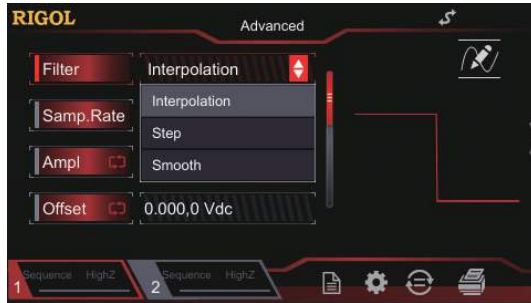 RIGOL
Advanced
Filter Interpolation
Interpolation
Samp.Rate
Step
Ampl Smooth
Offset 0.000,0 Vdc
1 Sequence HighZ 2 Sequence HighZ